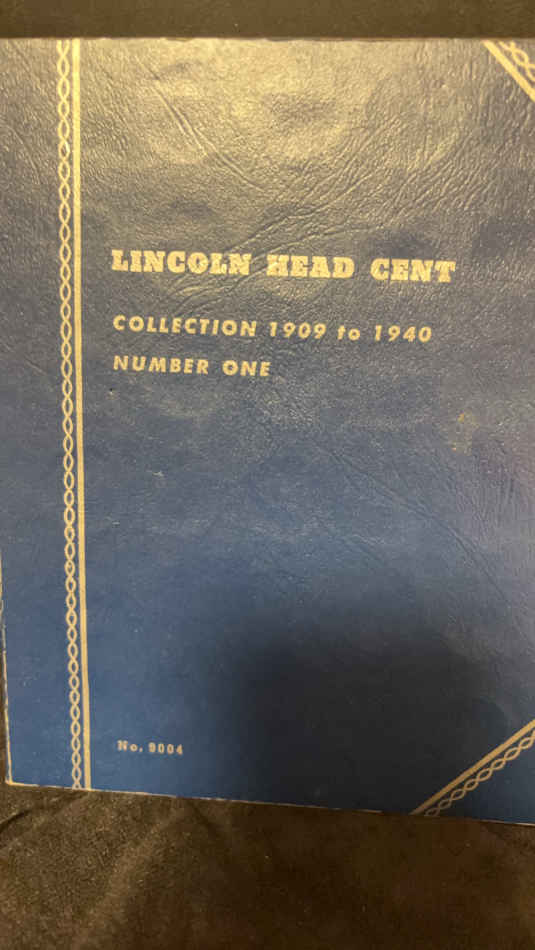 LINCOLN HEAD CENT
COLLECTION 1909 to 1940
NUMBER ONE
No. 9004